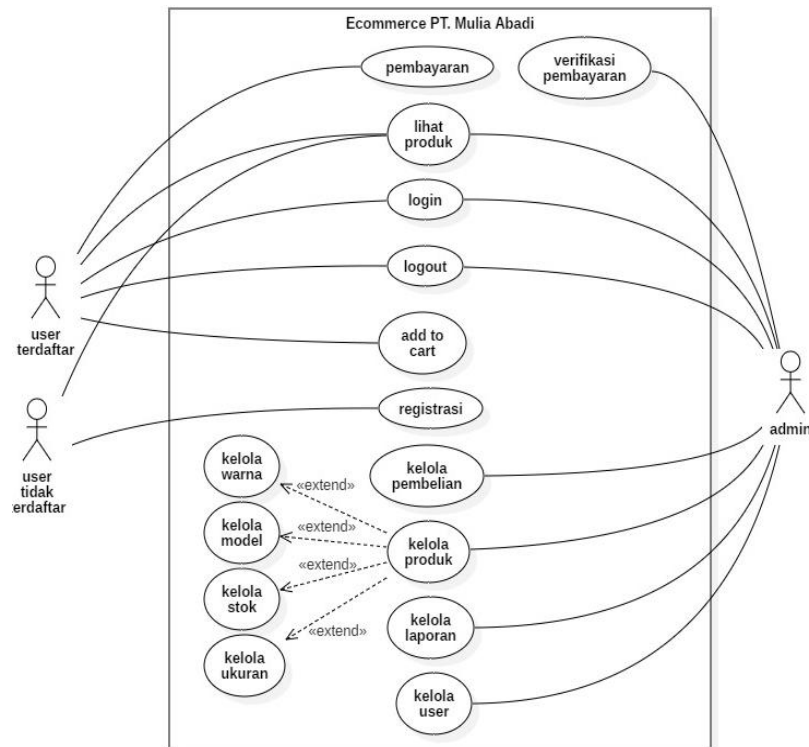 Ecommerce PT. Mulia Abadi
pembayaran
verifikasi
pembayaran
lihat
produk
login
logout
user
terdaftar
add to
cart
admin
registrasi
user
tidak
terdaftar
kelola
warna
kelola
pembelian
«extend»
kelola
model
«extend»
kelola
produk
«extend»
kelola
stok
kelola
laporan
«extend»
kelola
ukuran
kelola
user